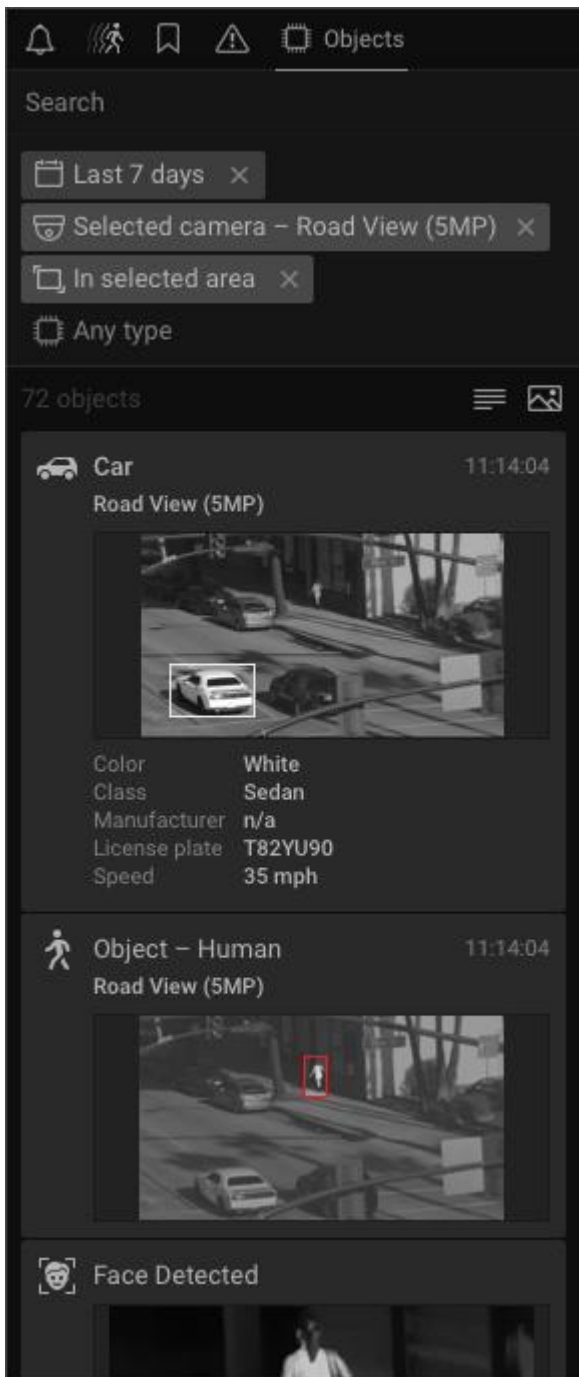 Objects
Search
Last 7 days
Selected camera – Road View (5MP)
In selected area
Any type
72 objects
Car 11:14:04
Road View (5MP)
Color White
Class Sedan
Manufacturer n/a
License plate T82YU90
Speed 35 mph
Object – Human 11:14:04
Road View (5MP)
Face Detected